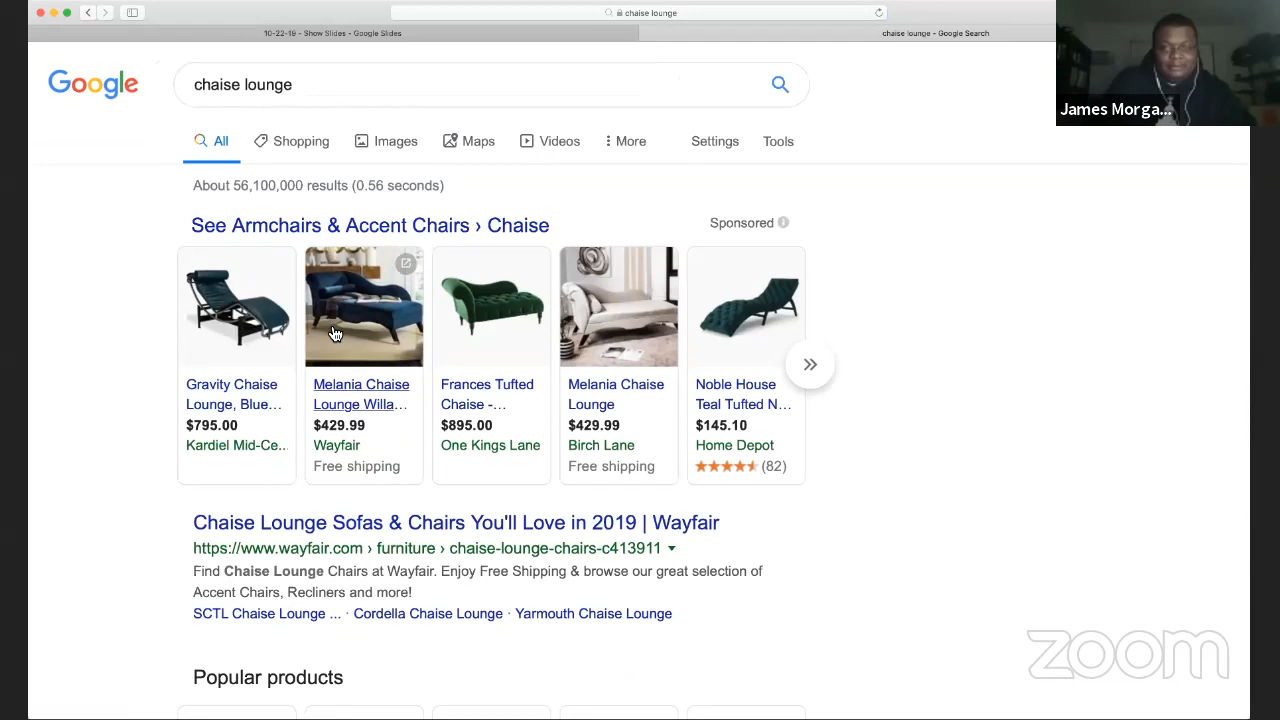 chaise lounge
10-22-19 - Show Slides - Google Slides
chaise lounge - Google Search
James Morga...
Google
chaise lounge
All
Shopping
Images
Maps
Videos
More
Settings
Tools
About 56,100,000 results (0.56 seconds)
See Armchairs & Accent Chairs › Chaise
Sponsored
Gravity Chaise
Lounge, Blue...
$795.00
Kardiel Mid-Ce..
Melania Chaise
Lounge Willa...
$429.99
Wayfair
Free shipping
Frances Tufted
Chaise -...
$895.00
One Kings Lane
Melania Chaise
Lounge
$429.99
Birch Lane
Free shipping
Noble House
Teal Tufted N...
$145.10
Home Depot
(82)
Chaise Lounge Sofas & Chairs You'll Love in 2019 | Wayfair
https://www.wayfair.com › furniture › chaise-lounge-chairs-c413911
Find Chaise Lounge Chairs at Wayfair. Enjoy Free Shipping & browse our great selection of
Accent Chairs, Recliners and more!
SCTL Chaise Lounge ... · Cordella Chaise Lounge · Yarmouth Chaise Lounge
Popular products
zoom